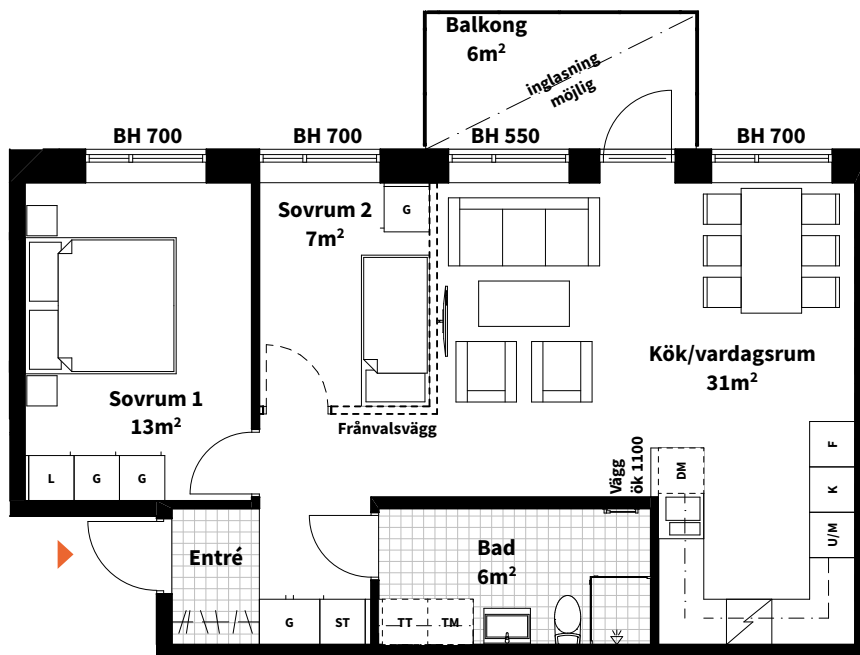 Balkong
6m²
inglasning
möjlig
BH 700
BH 700
BH 550
BH 700
Sovrum 2
7m²
G
Kök/vardagsrum
31m²
Sovrum 1
13m²
Frånvalsvägg
L
G
G
Vägg
ök 1100
DM
F
K
U/M
Entré
Bad
6m²
G
ST
TT
TM